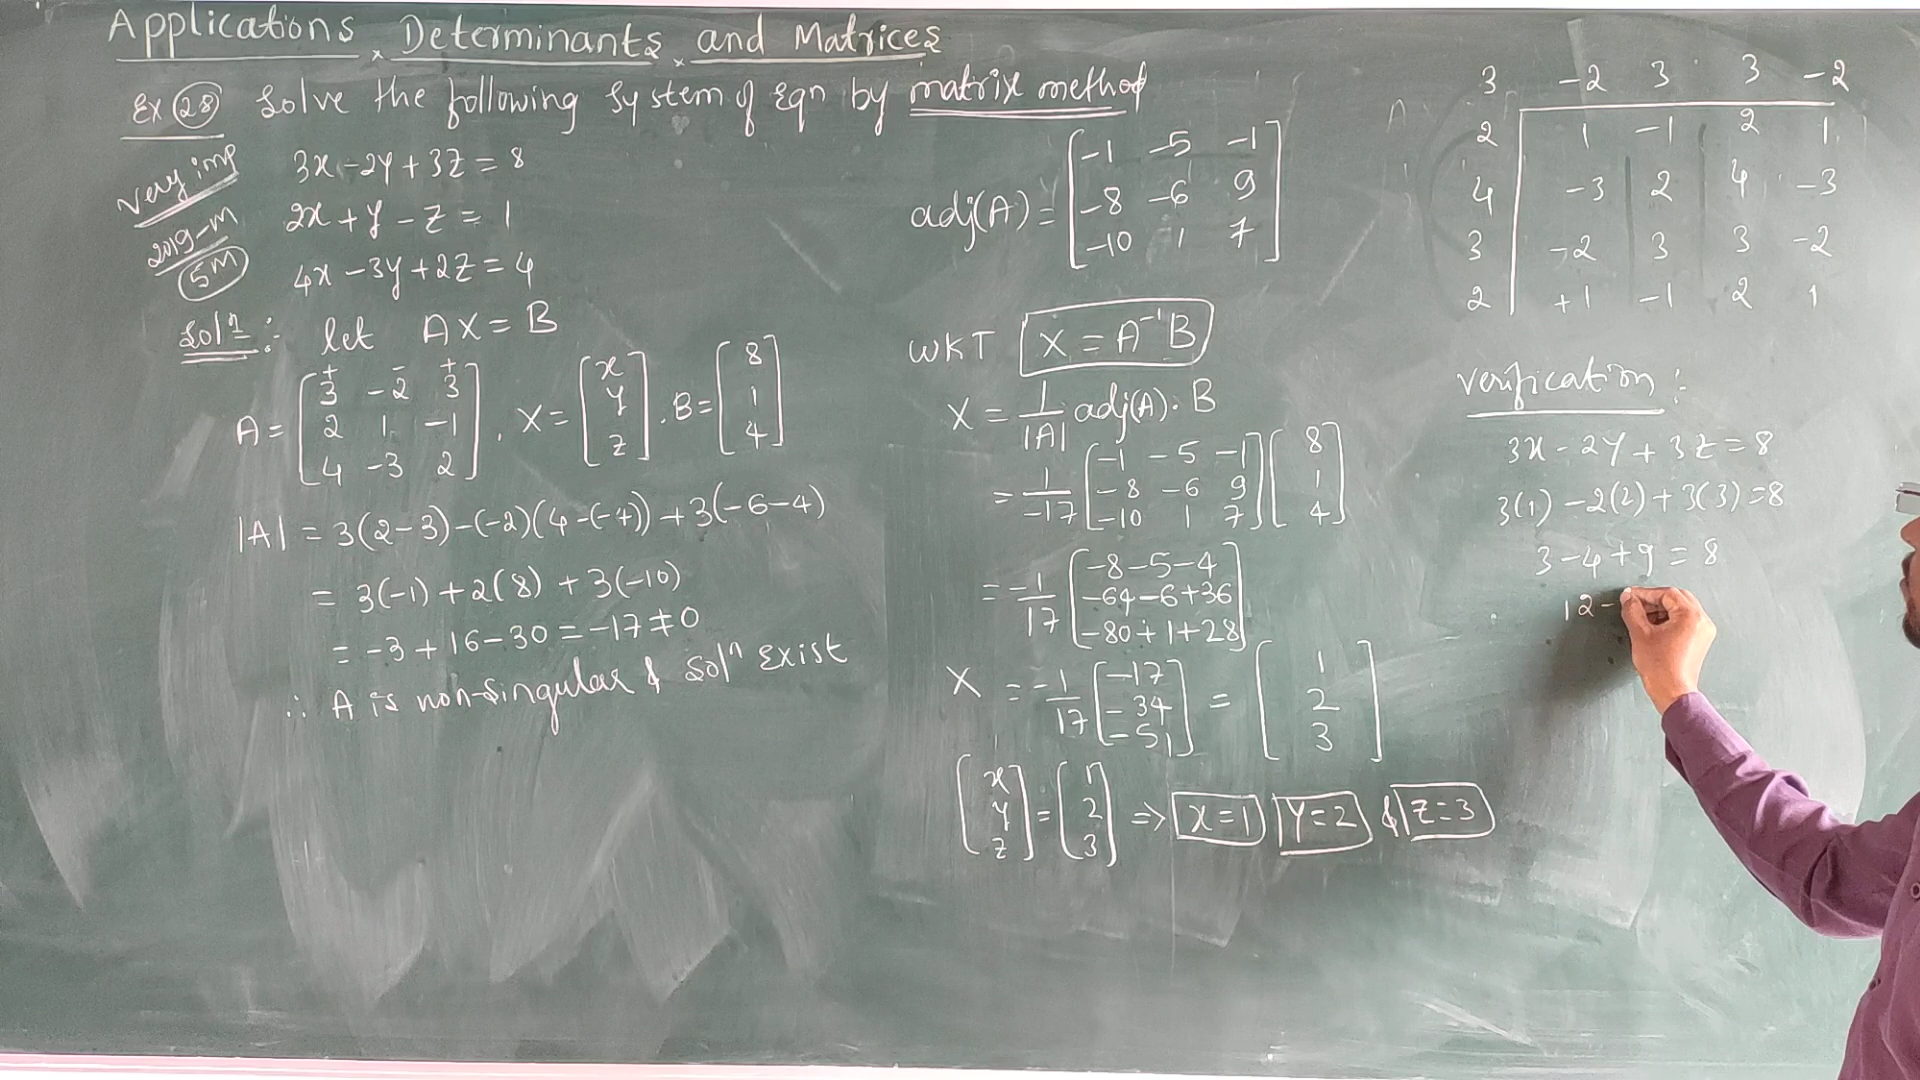 Applications Determinants and Matrices
Ex 28 Solve the following System of Eqn by matrix method
Very imp
2019-M
5M
3x - 2y + 3z = 8
2x + y - z = 1
4x - 3y + 2z = 4
Sol^n :- let AX = B
A = [3 -2 3; 2 1 -1; 4 -3 2], X = [x; y; z], B = [8; 1; 4]
+ - +
|A| = 3(2-3) - (-2)(4-(-4)) + 3(-6-4)
= 3(-1) + 2(8) + 3(-10)
= -3 + 16 - 30 = -17 ≠ 0
∴ A is non-singular & Sol^n Exist
adj(A) = [-1 -5 -1; -8 -6 9; -10 1 7]
WKT X = A^-1 B
X = 1/|A| adj(A). B
= 1/-17 [-1 -5 -1; -8 -6 9; -10 1 7] [8; 1; 4]
= -1/17 [-8-5-4; -64-6+36; -80+1+28]
X = -1/17 [-17; -34; -51] = [1; 2; 3]
[x; y; z] = [1; 2; 3] => x=1 y=2 & z=3
3 -2 3 3 -2
2 1 -1 2 1
4 -3 2 4 -3
3 -2 3 3 -2
2 +1 -1 2 1
Verification :
3x - 2y + 3z = 8
3(1) - 2(2) + 3(3) = 8
3 - 4 + 9 = 8
12 -